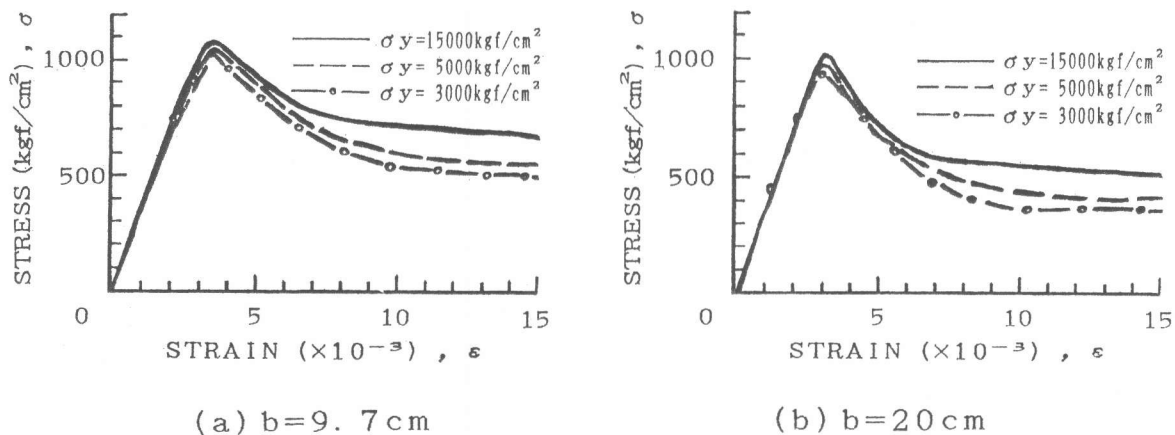 STRESS (kgf/cm²) , σ
1000
500
0
5
10
15
σy=15000kgf/cm²
σy= 5000kgf/cm²
σy= 3000kgf/cm²
STRAIN (×10⁻³) , ε
(a) b=9.7cm
STRESS (kgf/cm²) , σ
1000
500
0
5
10
15
σy=15000kgf/cm²
σy= 5000kgf/cm²
σy= 3000kgf/cm²
STRAIN (×10⁻³) , ε
(b) b=20cm